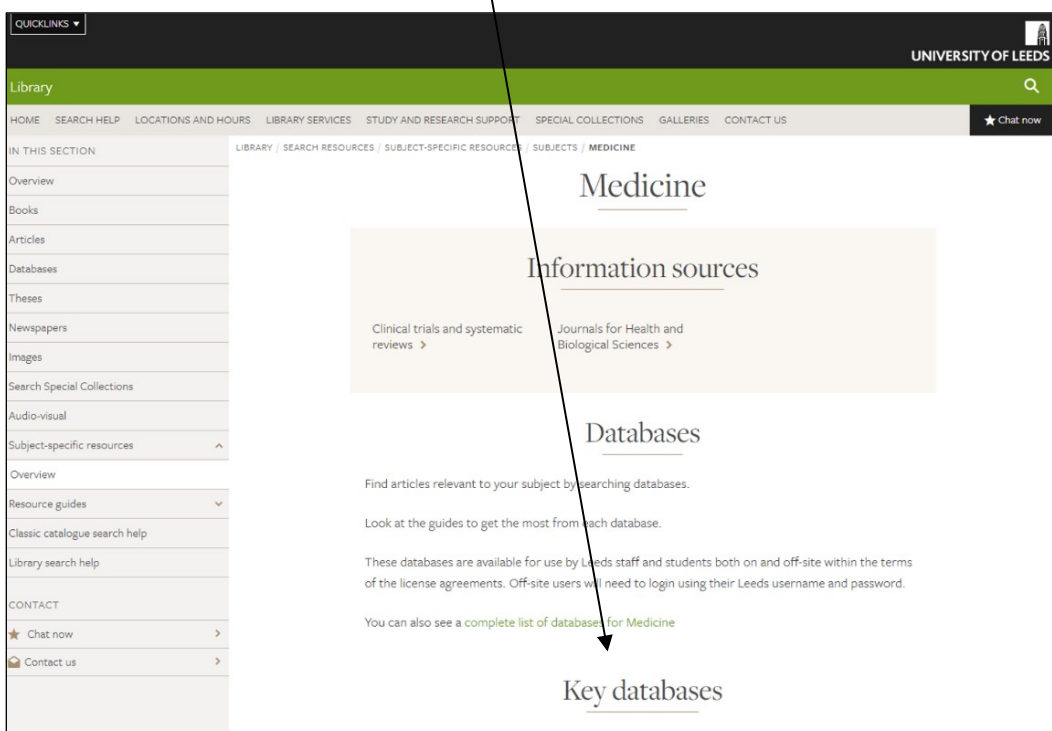 QUICKLINKS ▼
UNIVERSITY OF LEEDS
Library
HOME SEARCH HELP LOCATIONS AND HOURS LIBRARY SERVICES STUDY AND RESEARCH SUPPORT SPECIAL COLLECTIONS GALLERIES CONTACT US ★ Chat now
IN THIS SECTION
Overview
Books
Articles
Databases
Theses
Newspapers
Images
Search Special Collections
Audio-visual
Subject-specific resources
Overview
Resource guides
Classic catalogue search help
Library search help
CONTACT
★ Chat now >
Contact us >
LIBRARY / SEARCH RESOURCES / SUBJECT-SPECIFIC RESOURCES / SUBJECTS / MEDICINE
Medicine
Information sources
Clinical trials and systematic
reviews >
Journals for Health and
Biological Sciences >
Databases
Find articles relevant to your subject by searching databases.
Look at the guides to get the most from each database.
These databases are available for use by Leeds staff and students both on and off-site within the terms
of the license agreements. Off-site users will need to login using their Leeds username and password.
You can also see a complete list of databases for Medicine
Key databases